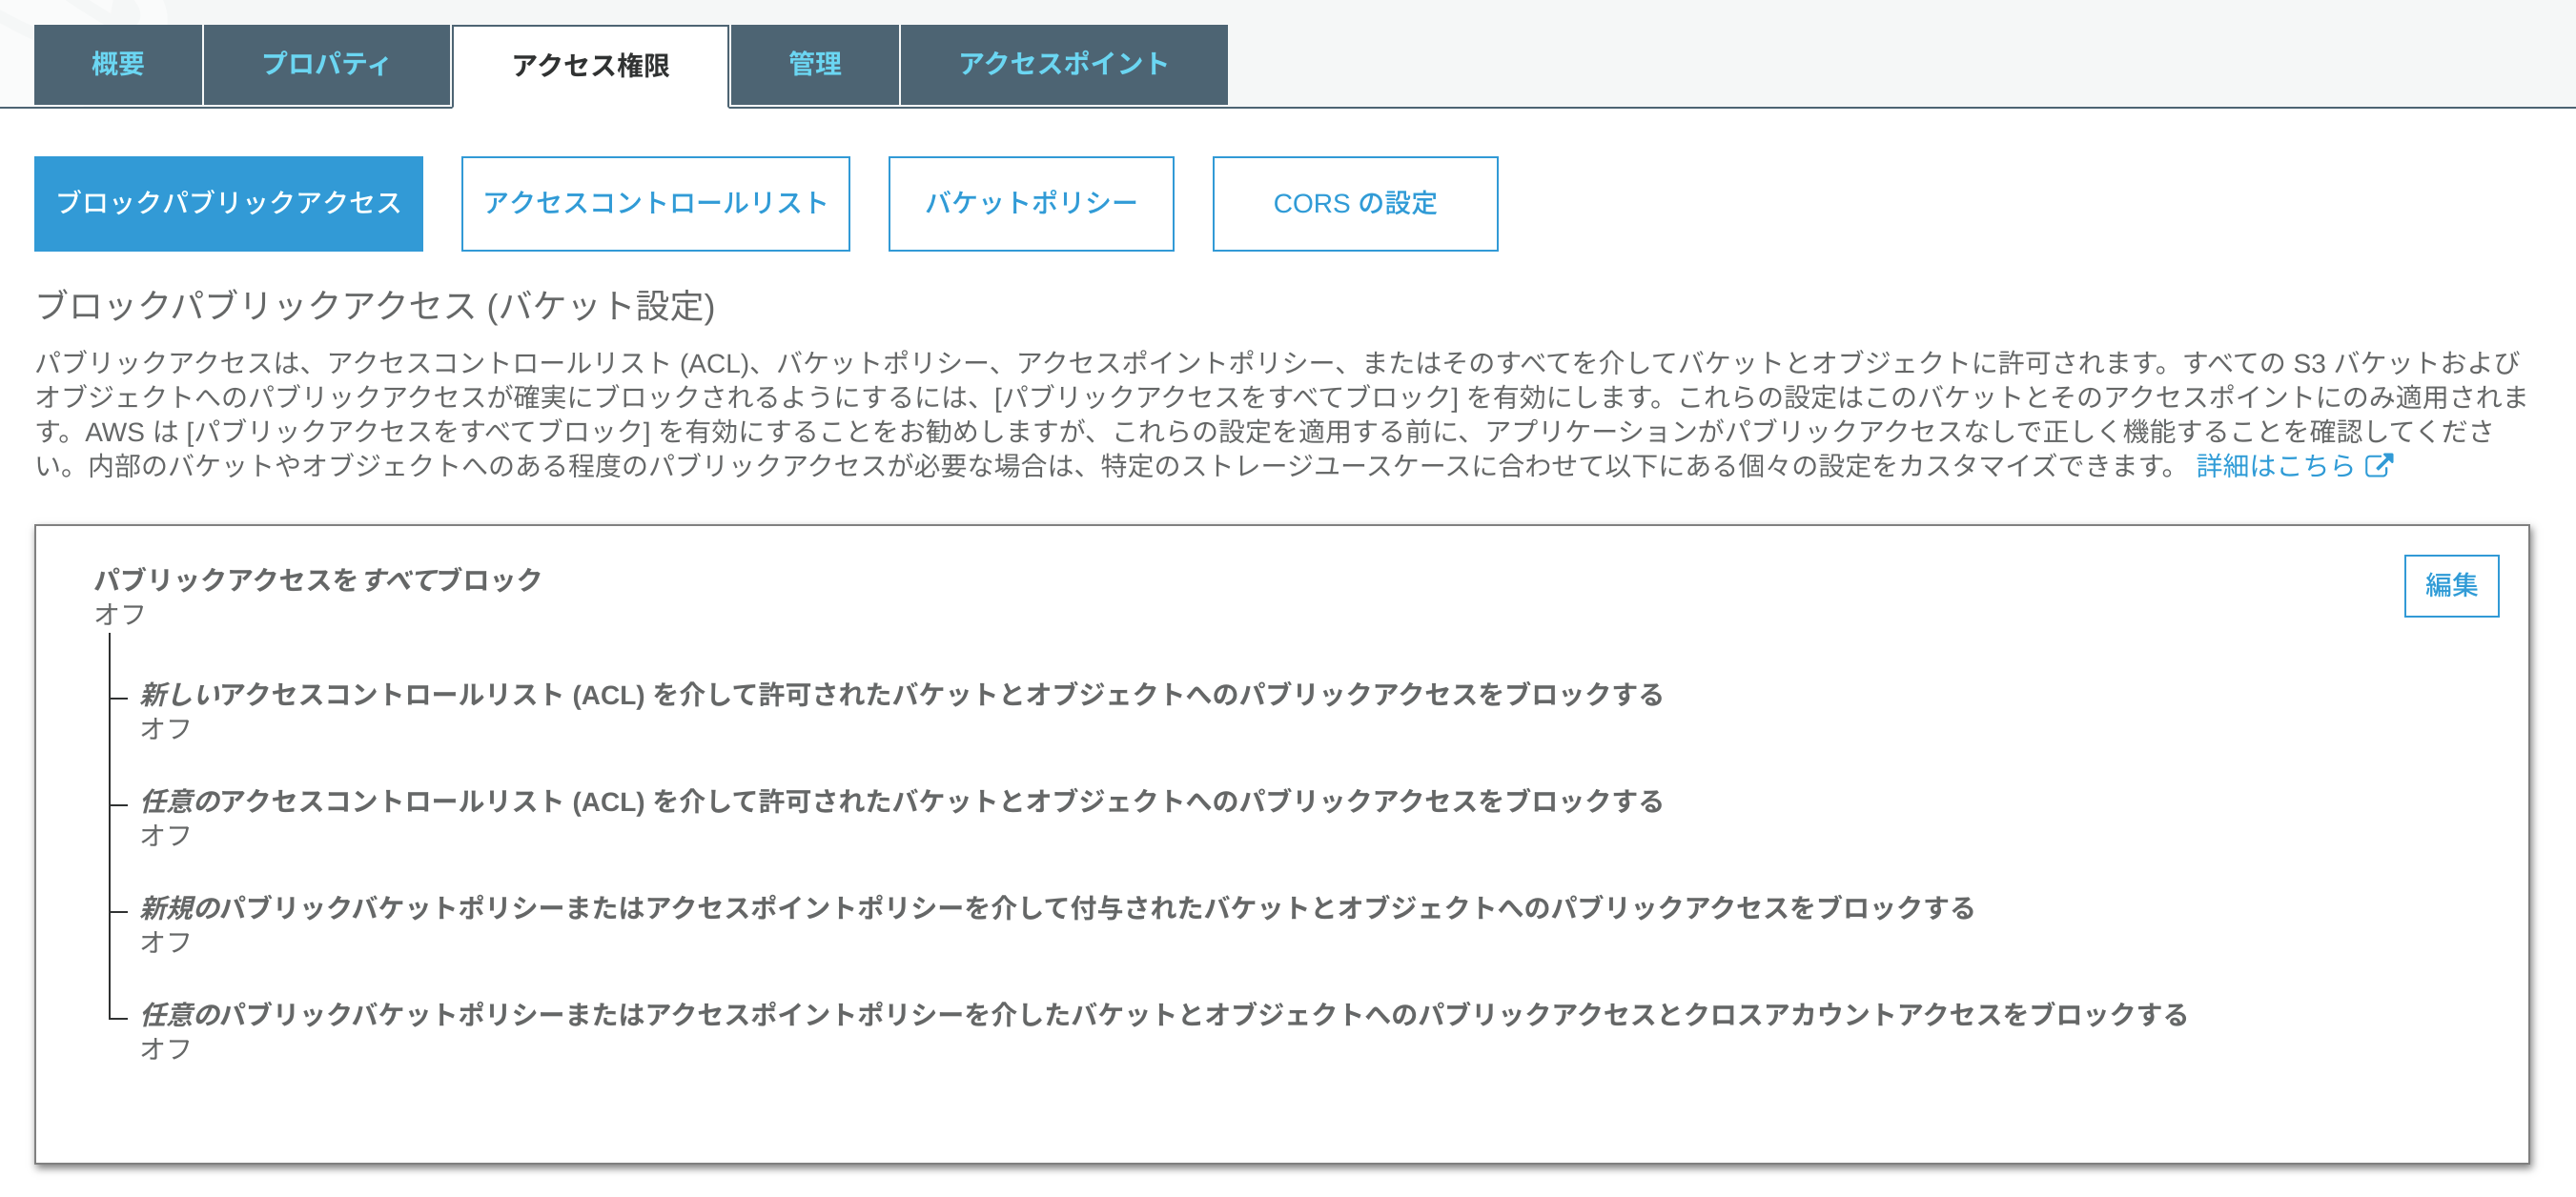 概要 プロパティ アクセス権限 管理 アクセスポイント
ブロックパブリックアクセス アクセスコントロールリスト バケットポリシー CORS の設定
ブロックパブリックアクセス (バケット設定)
パブリックアクセスは、アクセスコントロールリスト (ACL)、バケットポリシー、アクセスポイントポリシー、またはそのすべてを介してバケットとオブジェクトに許可されます。すべての S3 バケットおよび
オブジェクトへのパブリックアクセスが確実にブロックされるようにするには、[パブリックアクセスをすべてブロック] を有効にします。これらの設定はこのバケットとそのアクセスポイントにのみ適用されま
す。AWS は [パブリックアクセスをすべてブロック] を有効にすることをお勧めしますが、これらの設定を適用する前に、アプリケーションがパブリックアクセスなしで正しく機能することを確認してくださ
い。内部のバケットやオブジェクトへのある程度のパブリックアクセスが必要な場合は、特定のストレージユースケースに合わせて以下にある個々の設定をカスタマイズできます。 詳細はこちら
パブリックアクセスをすべてブロック
編集
オフ
新しいアクセスコントロールリスト (ACL) を介して許可されたバケットとオブジェクトへのパブリックアクセスをブロックする
オフ
任意のアクセスコントロールリスト (ACL) を介して許可されたバケットとオブジェクトへのパブリックアクセスをブロックする
オフ
新規のパブリックバケットポリシーまたはアクセスポイントポリシーを介して付与されたバケットとオブジェクトへのパブリックアクセスをブロックする
オフ
任意のパブリックバケットポリシーまたはアクセスポイントポリシーを介したバケットとオブジェクトへのパブリックアクセスとクロスアカウントアクセスをブロックする
オフ